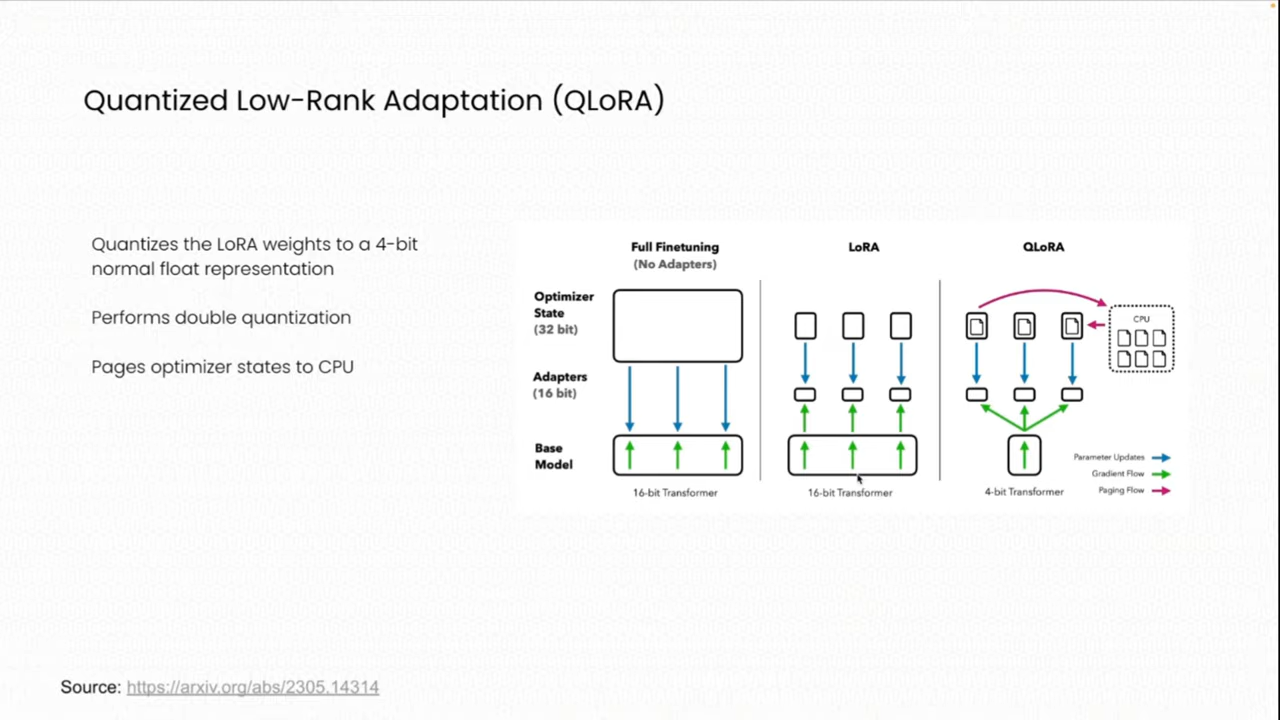 Quantized Low-Rank Adaptation (QLoRA)
Quantizes the LoRA weights to a 4-bit
normal float representation
Performs double quantization
Pages optimizer states to CPU
Full Finetuning
(No Adapters)
LoRA
QLoRA
Optimizer
State
(32 bit)
CPU
Adapters
(16 bit)
Base
Model
Parameter Updates
Gradient Flow
Paging Flow
16-bit Transformer
16-bit Transformer
4-bit Transformer
Source: https://arxiv.org/abs/2305.14314